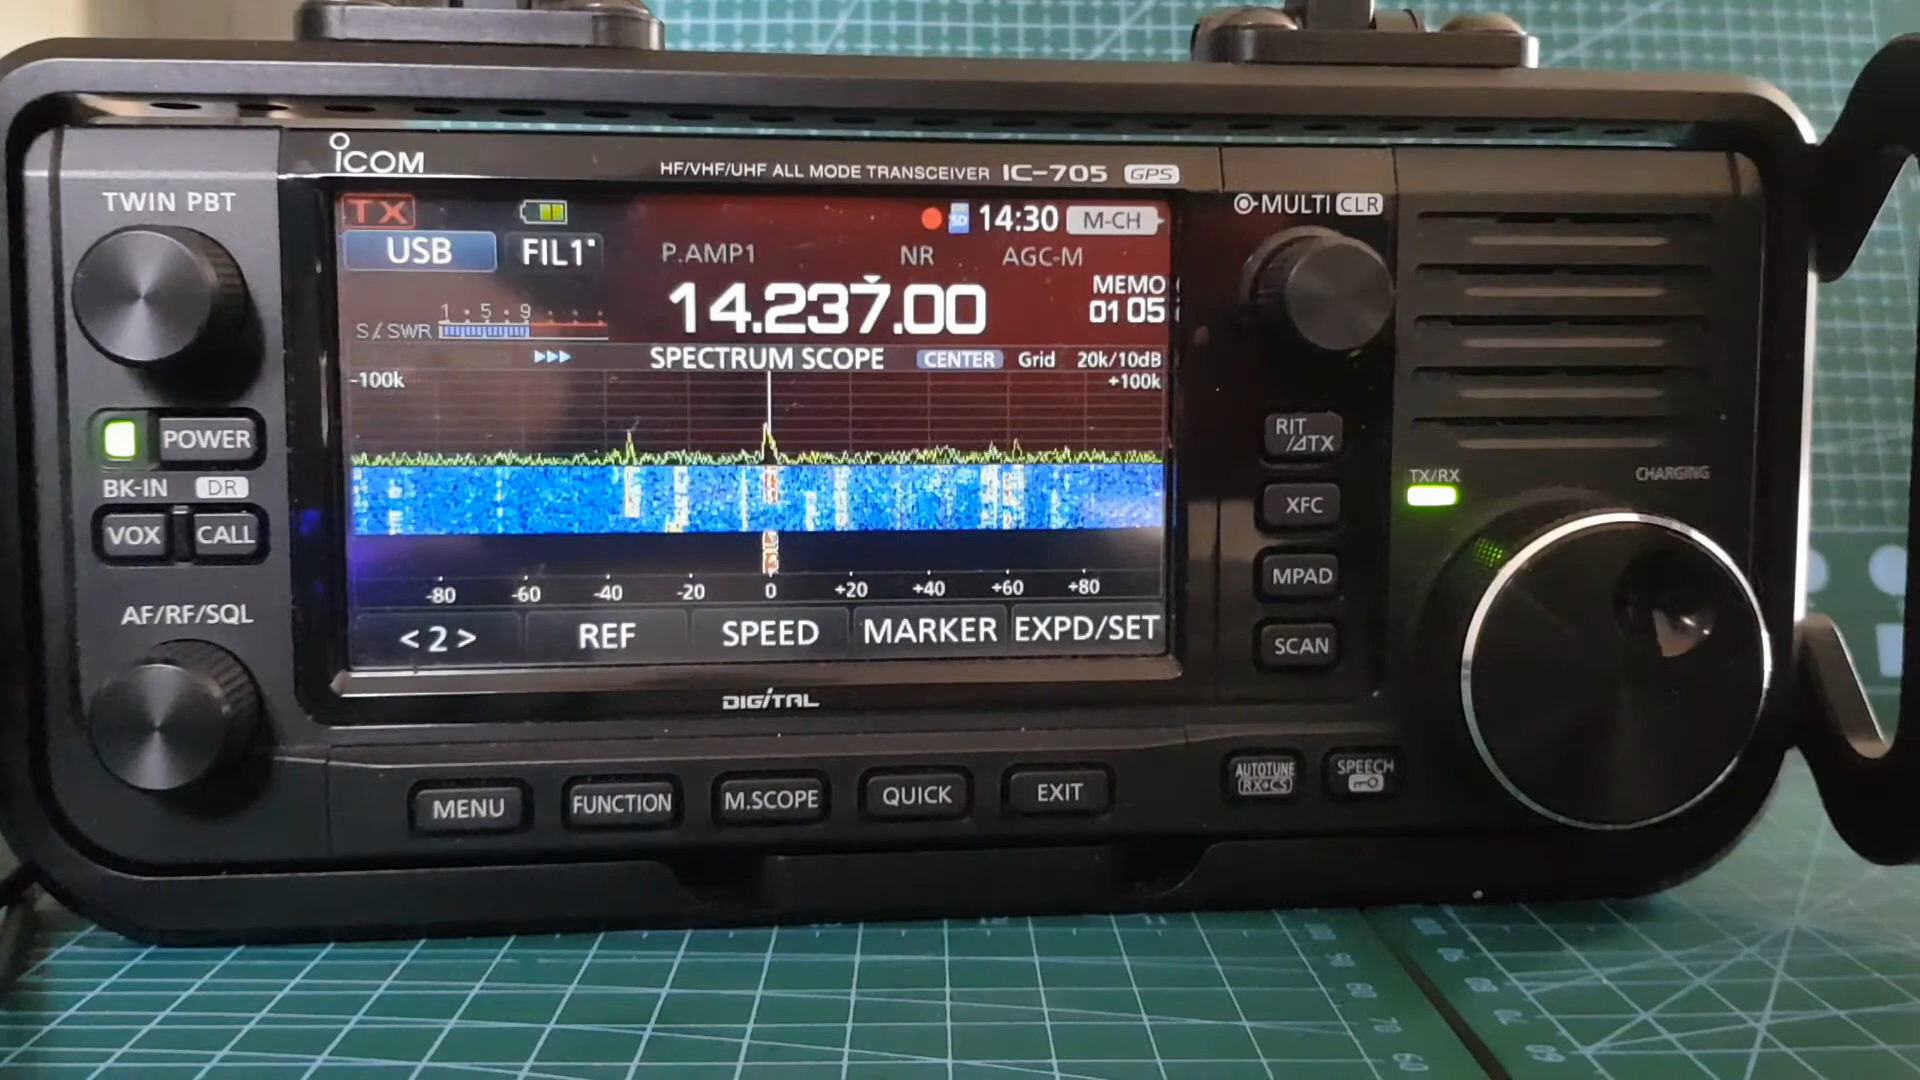 ICOM
HF/VHF/UHF ALL MODE TRANSCEIVER IC-705 GPS
TWIN PBT
MULTI CLR
TX
SD 14:30 M-CH
USB FIL1 P.AMP1 NR AGC-M
14.237.00
MEMO
01 05
1 5 9
S/SWR
SPECTRUM SCOPE CENTER Grid 20k/10dB
-100k +100k
-80 -60 -40 -20 0 +20 +40 +60 +80
< 2 > REF SPEED MARKER EXPD/SET
DIGITAL
POWER
BK-IN DR
VOX CALL
AF/RF/SQL
RIT
/⊿TX
XFC
MPAD
SCAN
TX/RX CHARGING
MENU FUNCTION M.SCOPE QUICK EXIT
AUTOTUNE
RX→CS
SPEECH